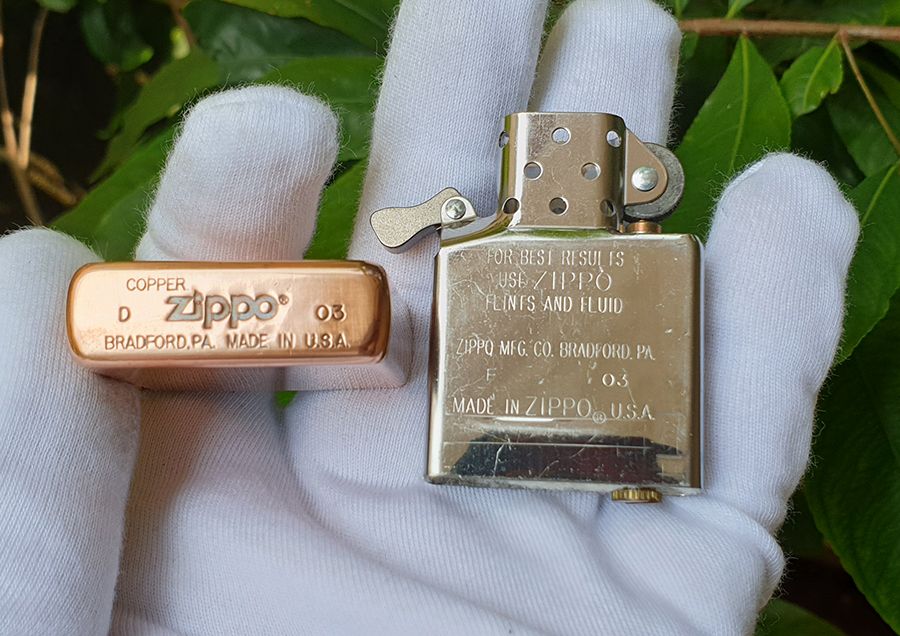 COPPER
D zippo® 03
BRADFORD, PA. MADE IN U.S.A.
FOR BEST RESULTS
USE ZIPPO
FLINTS AND FLUID
ZIPPO MFG. CO. BRADFORD, PA.
F 03
MADE IN ZIPPO® U.S.A.